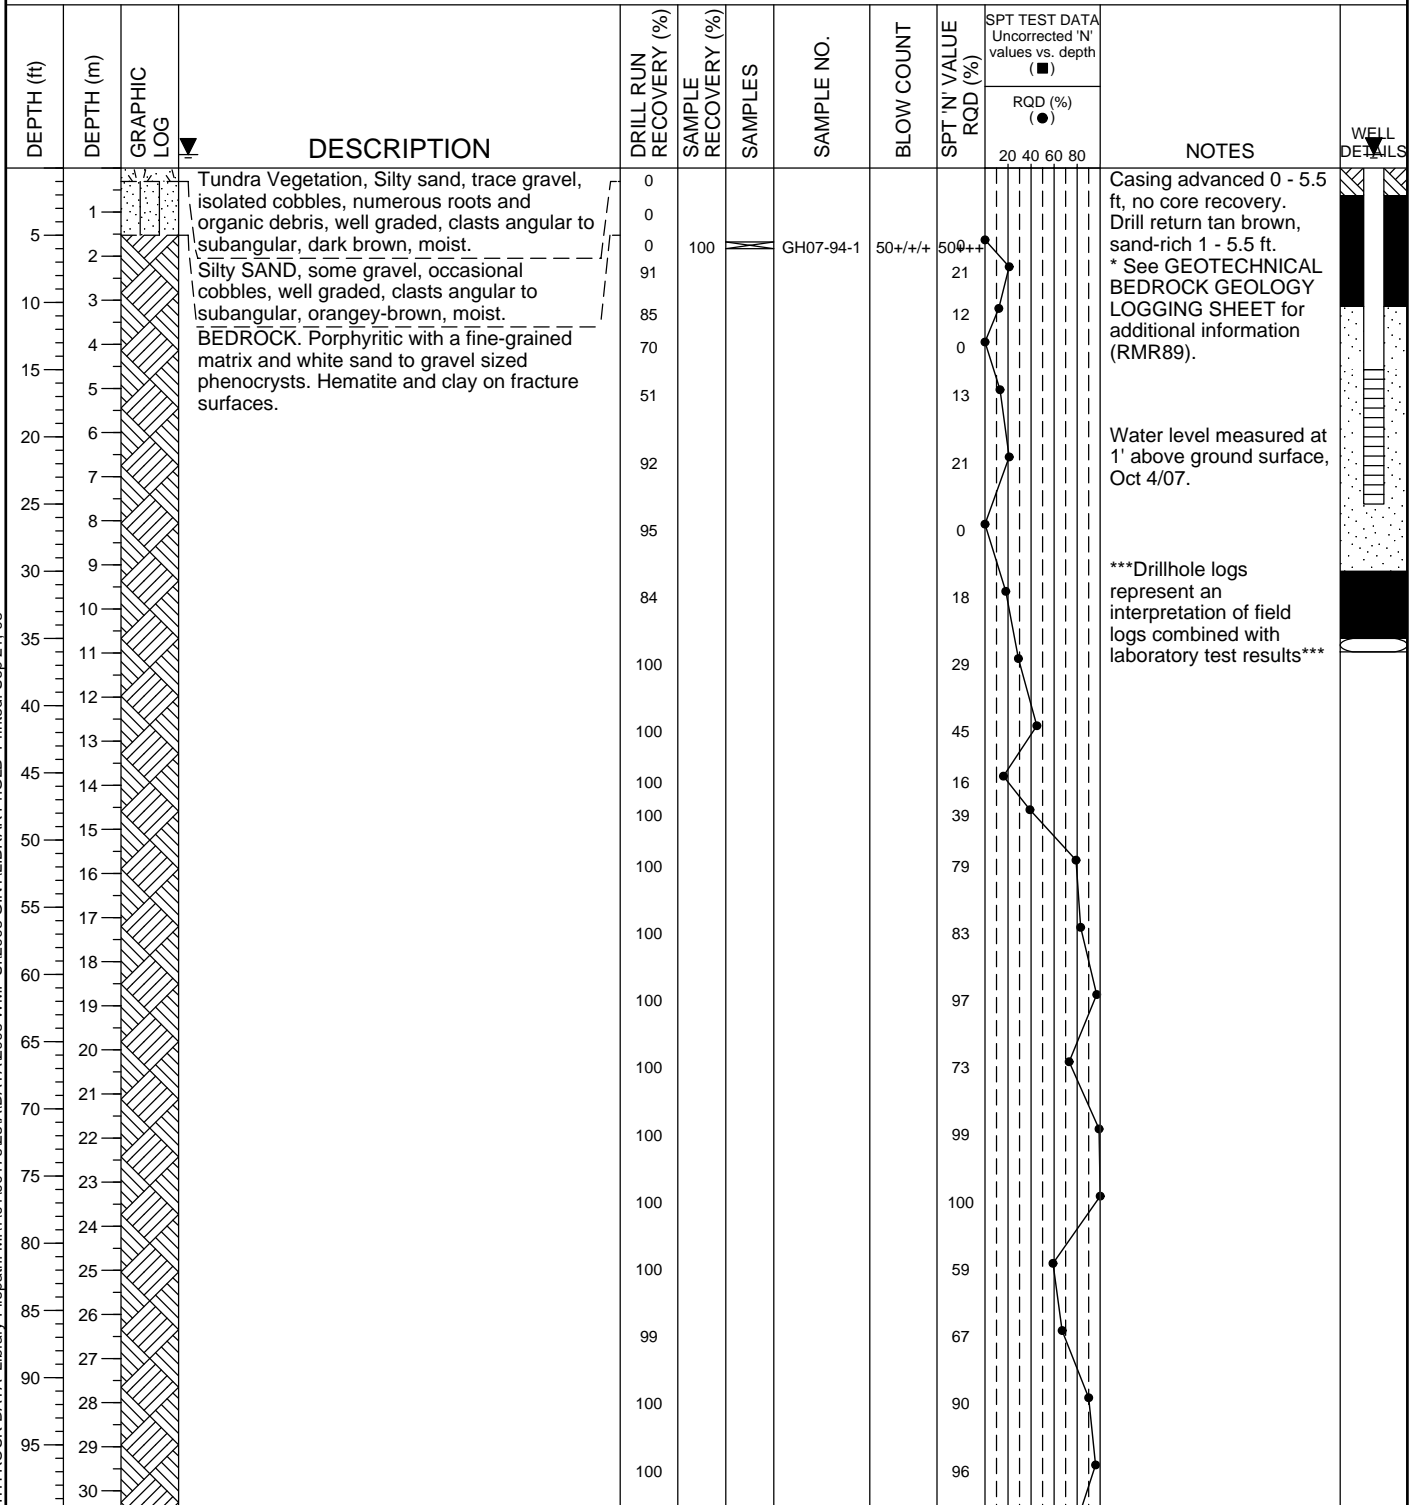 DEPTH (ft)
DEPTH (m)
GRAPHIC
LOG
DESCRIPTION
DRILL RUN
RECOVERY (%)
SAMPLE
RECOVERY (%)
SAMPLES
SAMPLE NO.
BLOW COUNT
SPT 'N' VALUE
RQD (%)
SPT TEST DATA
Uncorrected 'N'
values vs. depth
( ■ )
RQD (%)
( ● )
20 40 60 80
NOTES
WELL
DETAILS
Tundra Vegetation, Silty sand, trace gravel,
isolated cobbles, numerous roots and
organic debris, well graded, clasts angular to
subangular, dark brown, moist.
Silty SAND, some gravel, occasional
cobbles, well graded, clasts angular to
subangular, orangey-brown, moist.
BEDROCK. Porphyritic with a fine-grained
matrix and white sand to gravel sized
phenocrysts. Hematite and clay on fracture
surfaces.
5
10
15
20
25
30
35
40
45
50
55
60
65
70
75
80
85
90
95
1
2
3
4
5
6
7
8
9
10
11
12
13
14
15
16
17
18
19
20
21
22
23
24
25
26
27
28
29
30
0
0
0
91
85
70
51
92
95
84
100
100
100
100
100
100
100
100
100
100
100
99
100
100
100
GH07-94-1
50+/+/+
50+++
0
21
12
0
13
21
0
18
29
45
16
39
79
83
97
73
99
100
59
67
90
96
Casing advanced 0 - 5.5
ft, no core recovery.
Drill return tan brown,
sand-rich 1 - 5.5 ft.
* See GEOTECHNICAL
BEDROCK GEOLOGY
LOGGING SHEET for
additional information
(RMR89).
Water level measured at
1' above ground surface,
Oct 4/07.
***Drillhole logs
represent an
interpretation of field
logs combined with
laboratory test results***